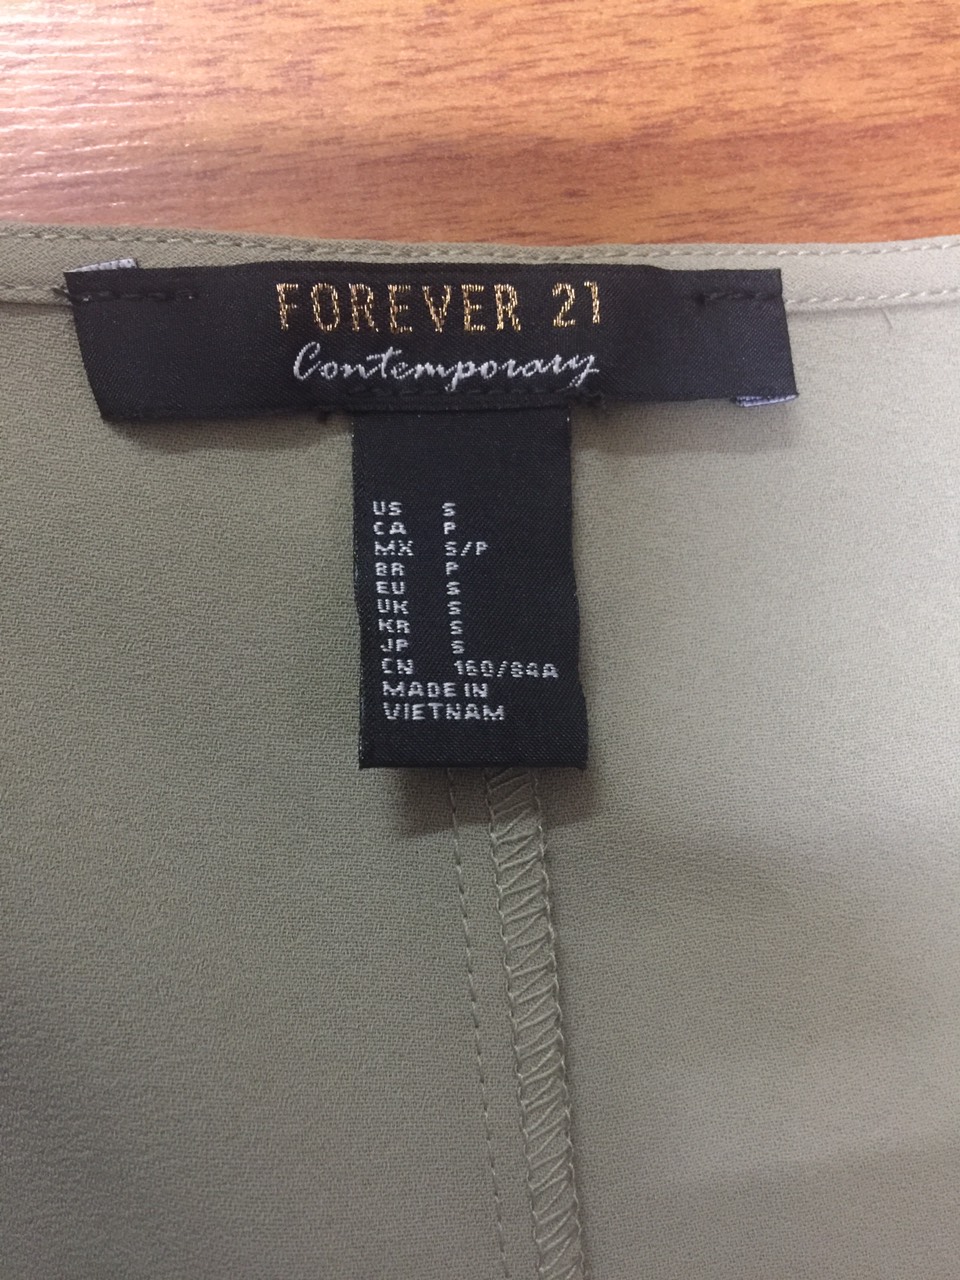 FOREVER 21
Contemporary
US S
CA P
MX S/P
BR P
EU S
UK S
KR S
JP S
CN 160/84A
MADE IN
VIETNAM